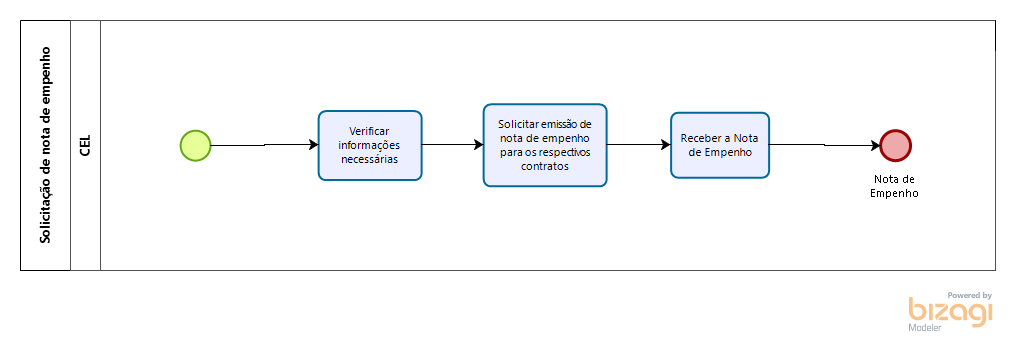 Solicitação de nota de empenho
CEL
Verificar
informações
necessárias
Solicitar emissão de
nota de empenho
para os respectivos
contratos
Receber a Nota
de Empenho
Nota de
Empenho
Powered by
bizagi
Modeler